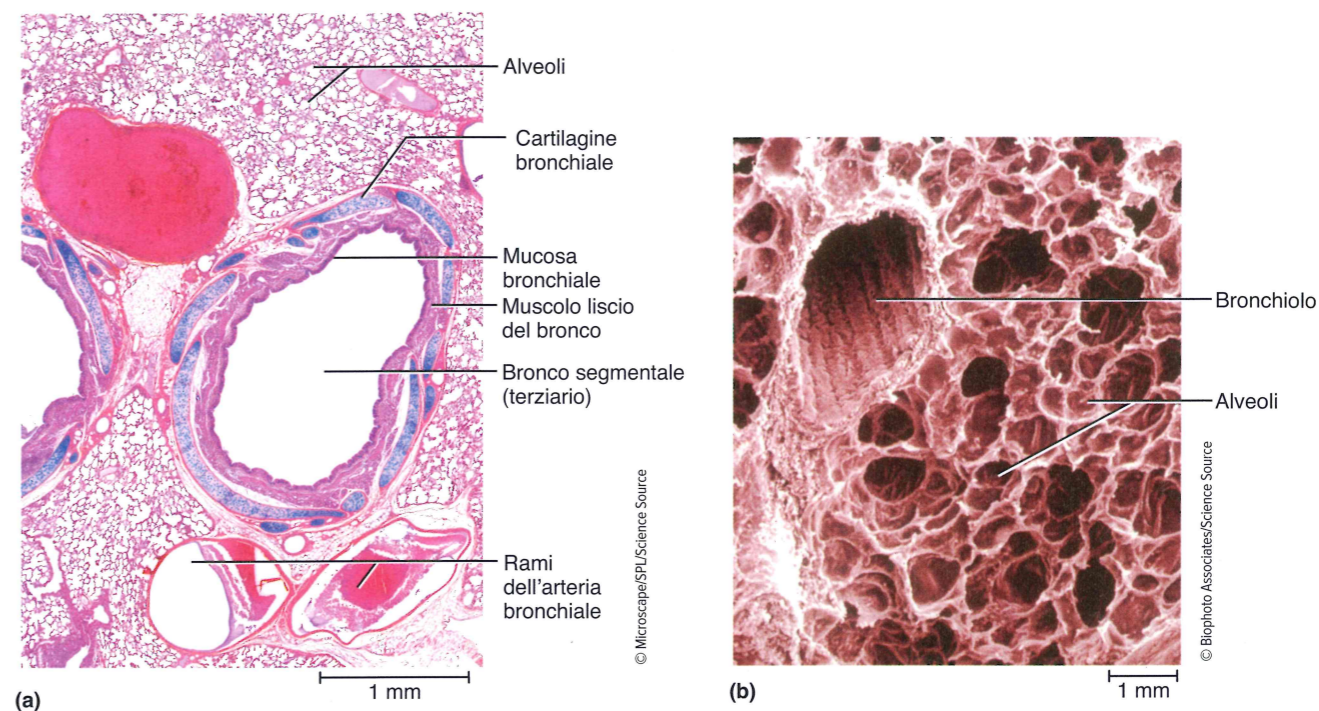 Alveoli
Cartilagine
bronchiale
Mucosa
bronchiale
Muscolo liscio
del bronco
Bronco segmentale
(terziario)
Rami
dell'arteria
bronchiale
© Microscape/SPL/Science Source
1 mm
(a)
Bronchiolo
Alveoli
© Biophoto Associates/Science Source
1 mm
(b)